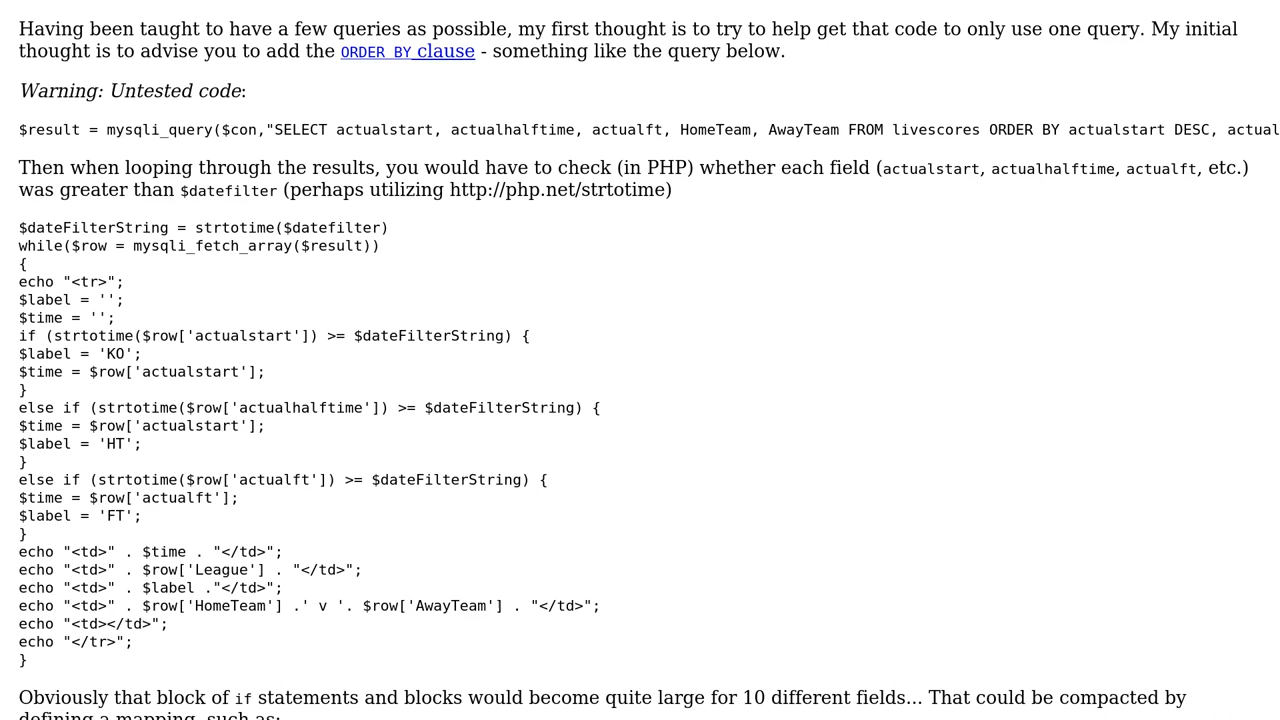 Having been taught to have a few queries as possible, my first thought is to try to help get that code to only use one query. My initial
thought is to advise you to add the ORDER BY clause - something like the query below.
Warning: Untested code:
$result = mysqli_query($con,"SELECT actualstart, actualhalftime, actualft, HomeTeam, AwayTeam FROM livescores ORDER BY actualstart DESC, actual
Then when looping through the results, you would have to check (in PHP) whether each field (actualstart, actualhalftime, actualft, etc.)
was greater than $datefilter (perhaps utilizing http://php.net/strtotime)
$dateFilterString = strtotime($datefilter)
while($row = mysqli_fetch_array($result))
{
echo "<tr>";
$label = '';
$time = '';
if (strtotime($row['actualstart']) >= $dateFilterString) {
$label = 'KO';
$time = $row['actualstart'];
}
else if (strtotime($row['actualhalftime']) >= $dateFilterString) {
$time = $row['actualstart'];
$label = 'HT';
}
else if (strtotime($row['actualft']) >= $dateFilterString) {
$time = $row['actualft'];
$label = 'FT';
}
echo "<td>" . $time . "</td>";
echo "<td>" . $row['League'] . "</td>";
echo "<td>" . $label ."</td>";
echo "<td>" . $row['HomeTeam'] .' v '. $row['AwayTeam'] . "</td>";
echo "<td></td>";
echo "</tr>";
}
Obviously that block of if statements and blocks would become quite large for 10 different fields... That could be compacted by
defining a mapping, such as: